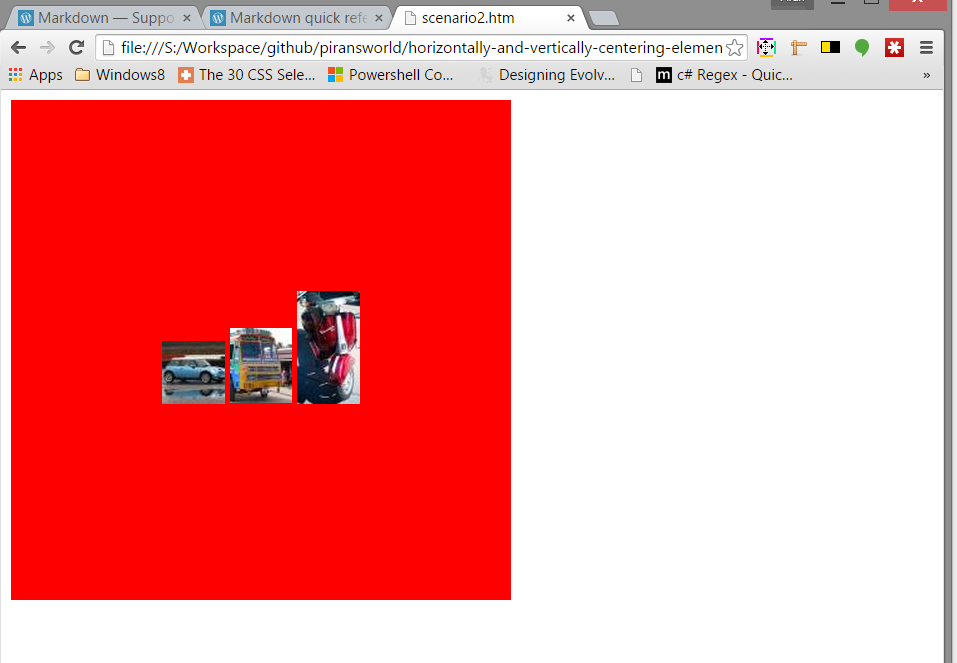 Markdown — Suppo
Markdown quick refe
scenario2.htm
file:///S:/Workspace/github/piransworld/horizontally-and-vertically-centering-elemen
Apps
Windows8
The 30 CSS Sele...
Powershell Co...
Designing Evolv...
m
c# Regex - Quic...
»